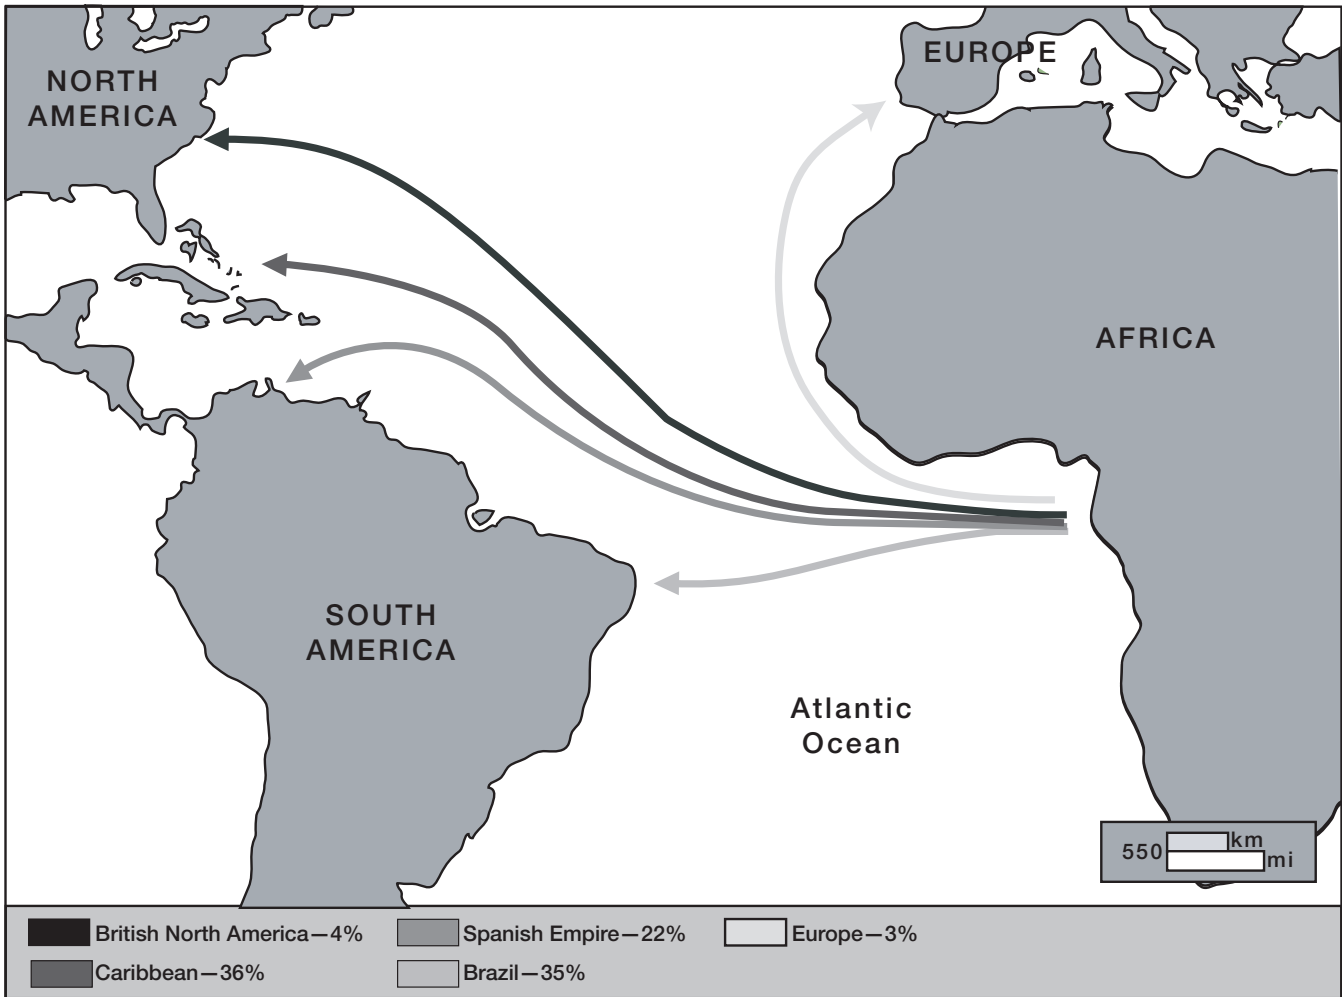 EUROPE
NORTH
AMERICA
AFRICA
SOUTH
AMERICA
Atlantic
Ocean
550
km
mi
British North America—4%
Spanish Empire—22%
Europe—3%
Caribbean—36%
Brazil—35%